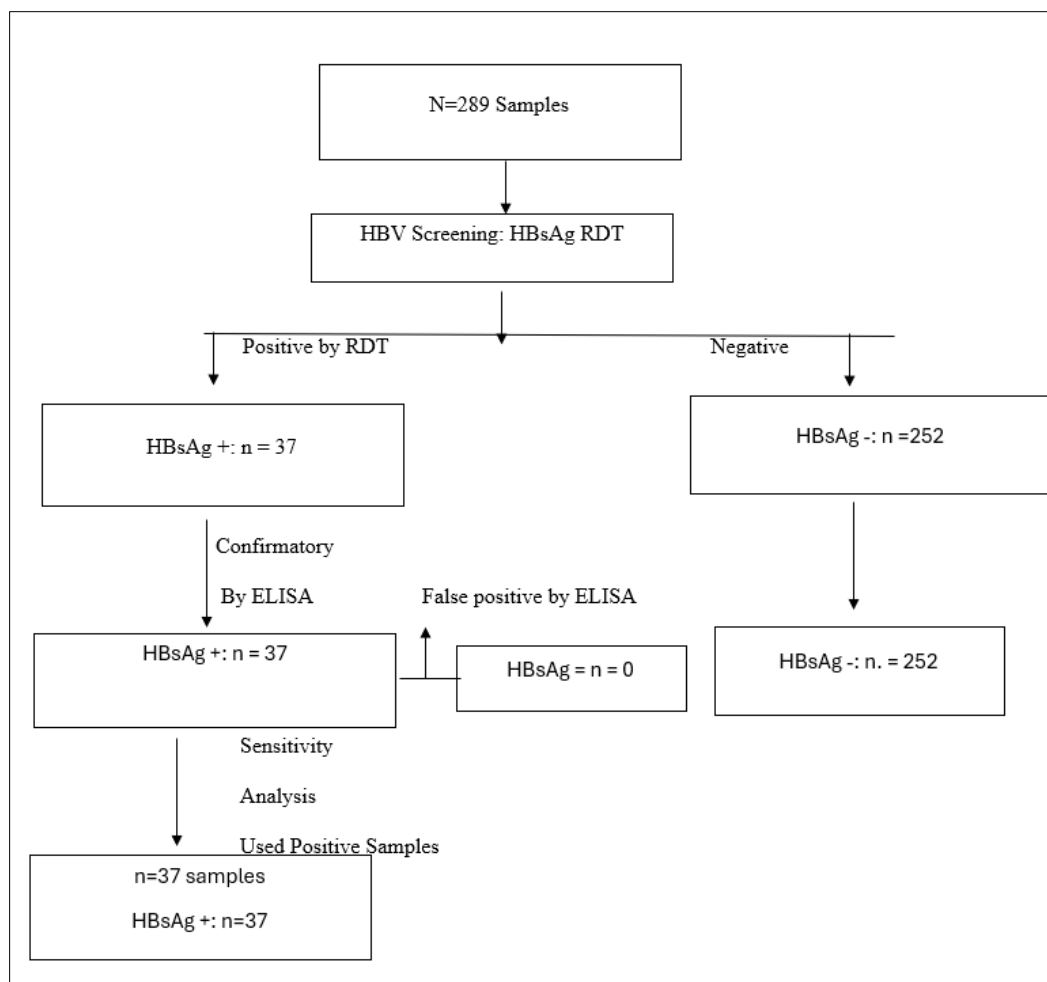 N=289 Samples
HBV Screening: HBsAg RDT
Positive by RDT
Negative
HBsAg +: n = 37
HBsAg -: n =252
Confirmatory
By ELISA
False positive by ELISA
HBsAg +: n = 37
HBsAg = n = 0
HBsAg -: n. = 252
Sensitivity
Analysis
Used Positive Samples
n=37 samples
HBsAg +: n=37